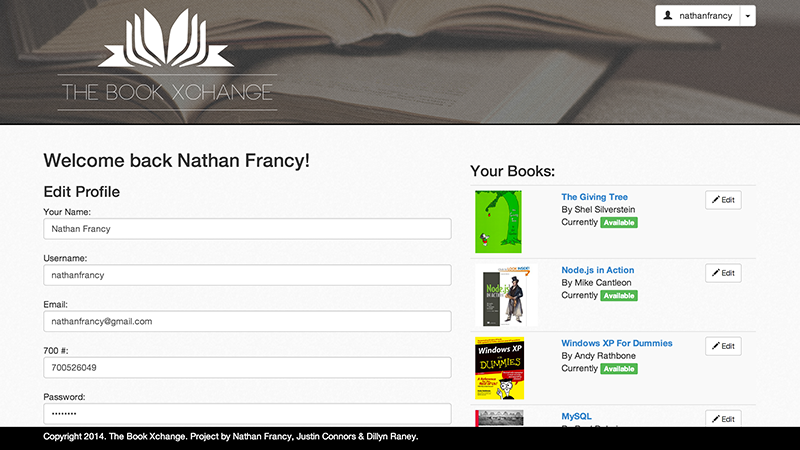 nathanfrancy
THE BOOK XCHANGE
Welcome back Nathan Francy!
Edit Profile
Your Name:
Nathan Francy
Username:
nathanfrancy
Email:
nathanfrancy@gmail.com
700 #:
700526049
Password:
••••••••
Your Books:
The Giving Tree
By Shel Silverstein
Currently Available
Edit
Node.js in Action
By Mike Cantleon
Currently Available
Edit
Windows XP
DUMMIES
Windows XP For Dummies
By Andy Rathbone
Currently Available
Edit
MySQL
Edit
Copyright 2014. The Book Xchange. Project by Nathan Francy, Justin Connors & Dillyn Raney.